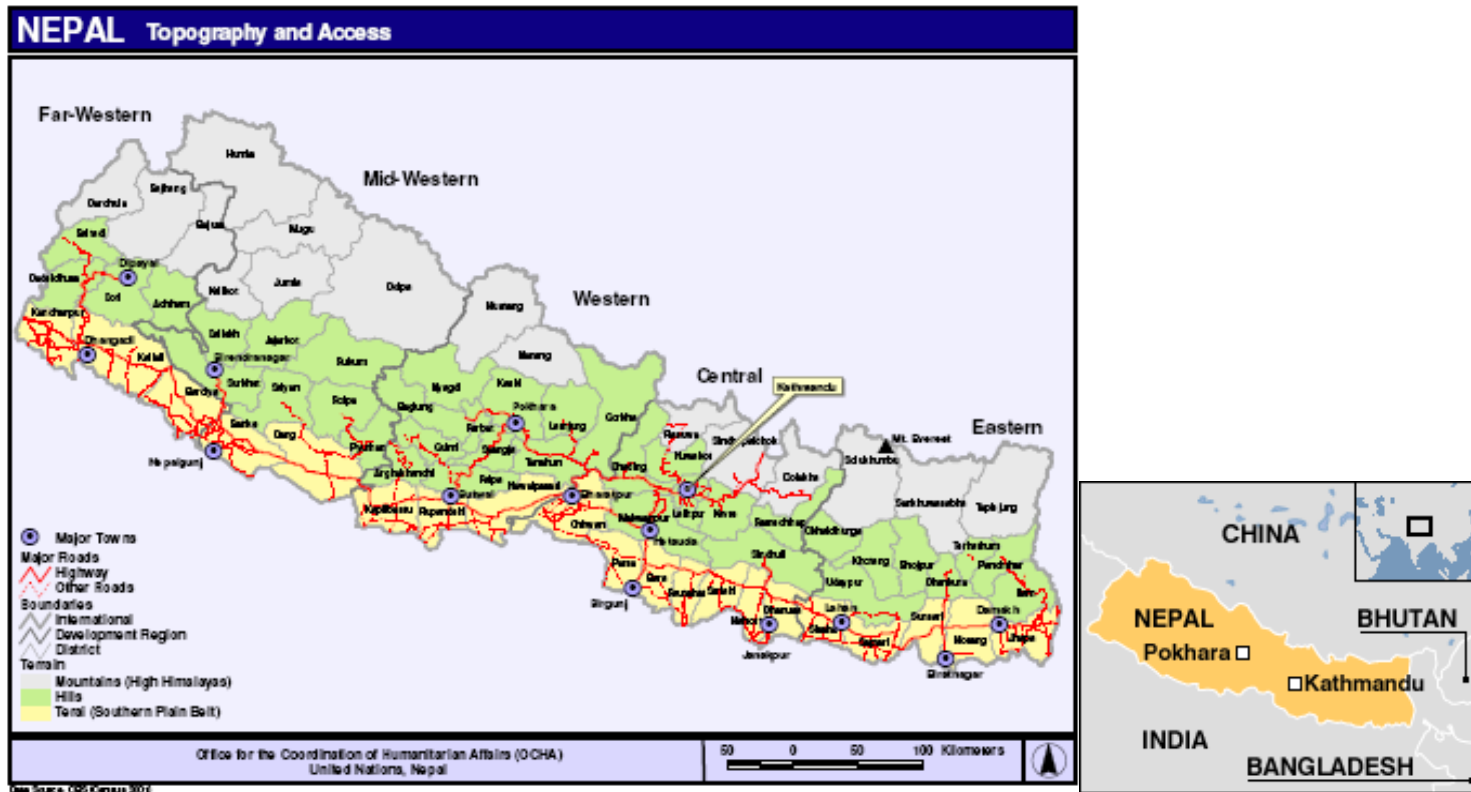 NEPAL Topography and Access
Far-Western
Mid-Western
Western
Central
Eastern
Humla
Bajhang
Darchula
Bajura
Mugu
Dipayal
Doti
Achham
Jumla
Dolpa
Mustang
Manang
Kanchanpur
Dhangadi
Kailali
Dailekh
Jajarkot
Birendranagar
Rukum
Surkhet
Salyan
Rolpa
Bardiya
Banke
Dang
Pyuthan
Nepalgunj
Myagdi
Kaski
Baglung
Pokhara
Parbat
Lamjung
Gorkha
Gulmi
Syangja
Tanahun
Arghakhanchi
Palpa
Nawalparasi
Butwal
Kapilbastu
Rupandehi
Bharatpur
Chitwan
Dhading
Rasuwa
Nuwakot
Sindhupalchok
Kathmandu
Dolakha
Mt. Everest
Solukhumbu
Sankhuwasabha
Taplejung
Lalitpur
Kavre
Ramechhap
Okhaldhunga
Makwanpur
Hetauda
Sindhuli
Khotang
Bhojpur
Terhathum
Panchthar
Udaypur
Dhankuta
Ilam
Parsa
Bara
Birgunj
Rautahat
Sarlahi
Dhanusa
Lahan
Siraha
Saptari
Sunsari
Morang
Damak
Jhapa
Janakpur
Biratnagar
Major Towns
Major Roads
Highway
Other Roads
Boundaries
International
Development Region
District
Terrain
Mountains (High Himalayas)
Hills
Terai (Southern Plain Belt)
Office for the Coordination of Humanitarian Affairs (OCHA)
United Nations, Nepal
50 0 50 100 Kilometers
CHINA
NEPAL
BHUTAN
Pokhara
Kathmandu
INDIA
BANGLADESH